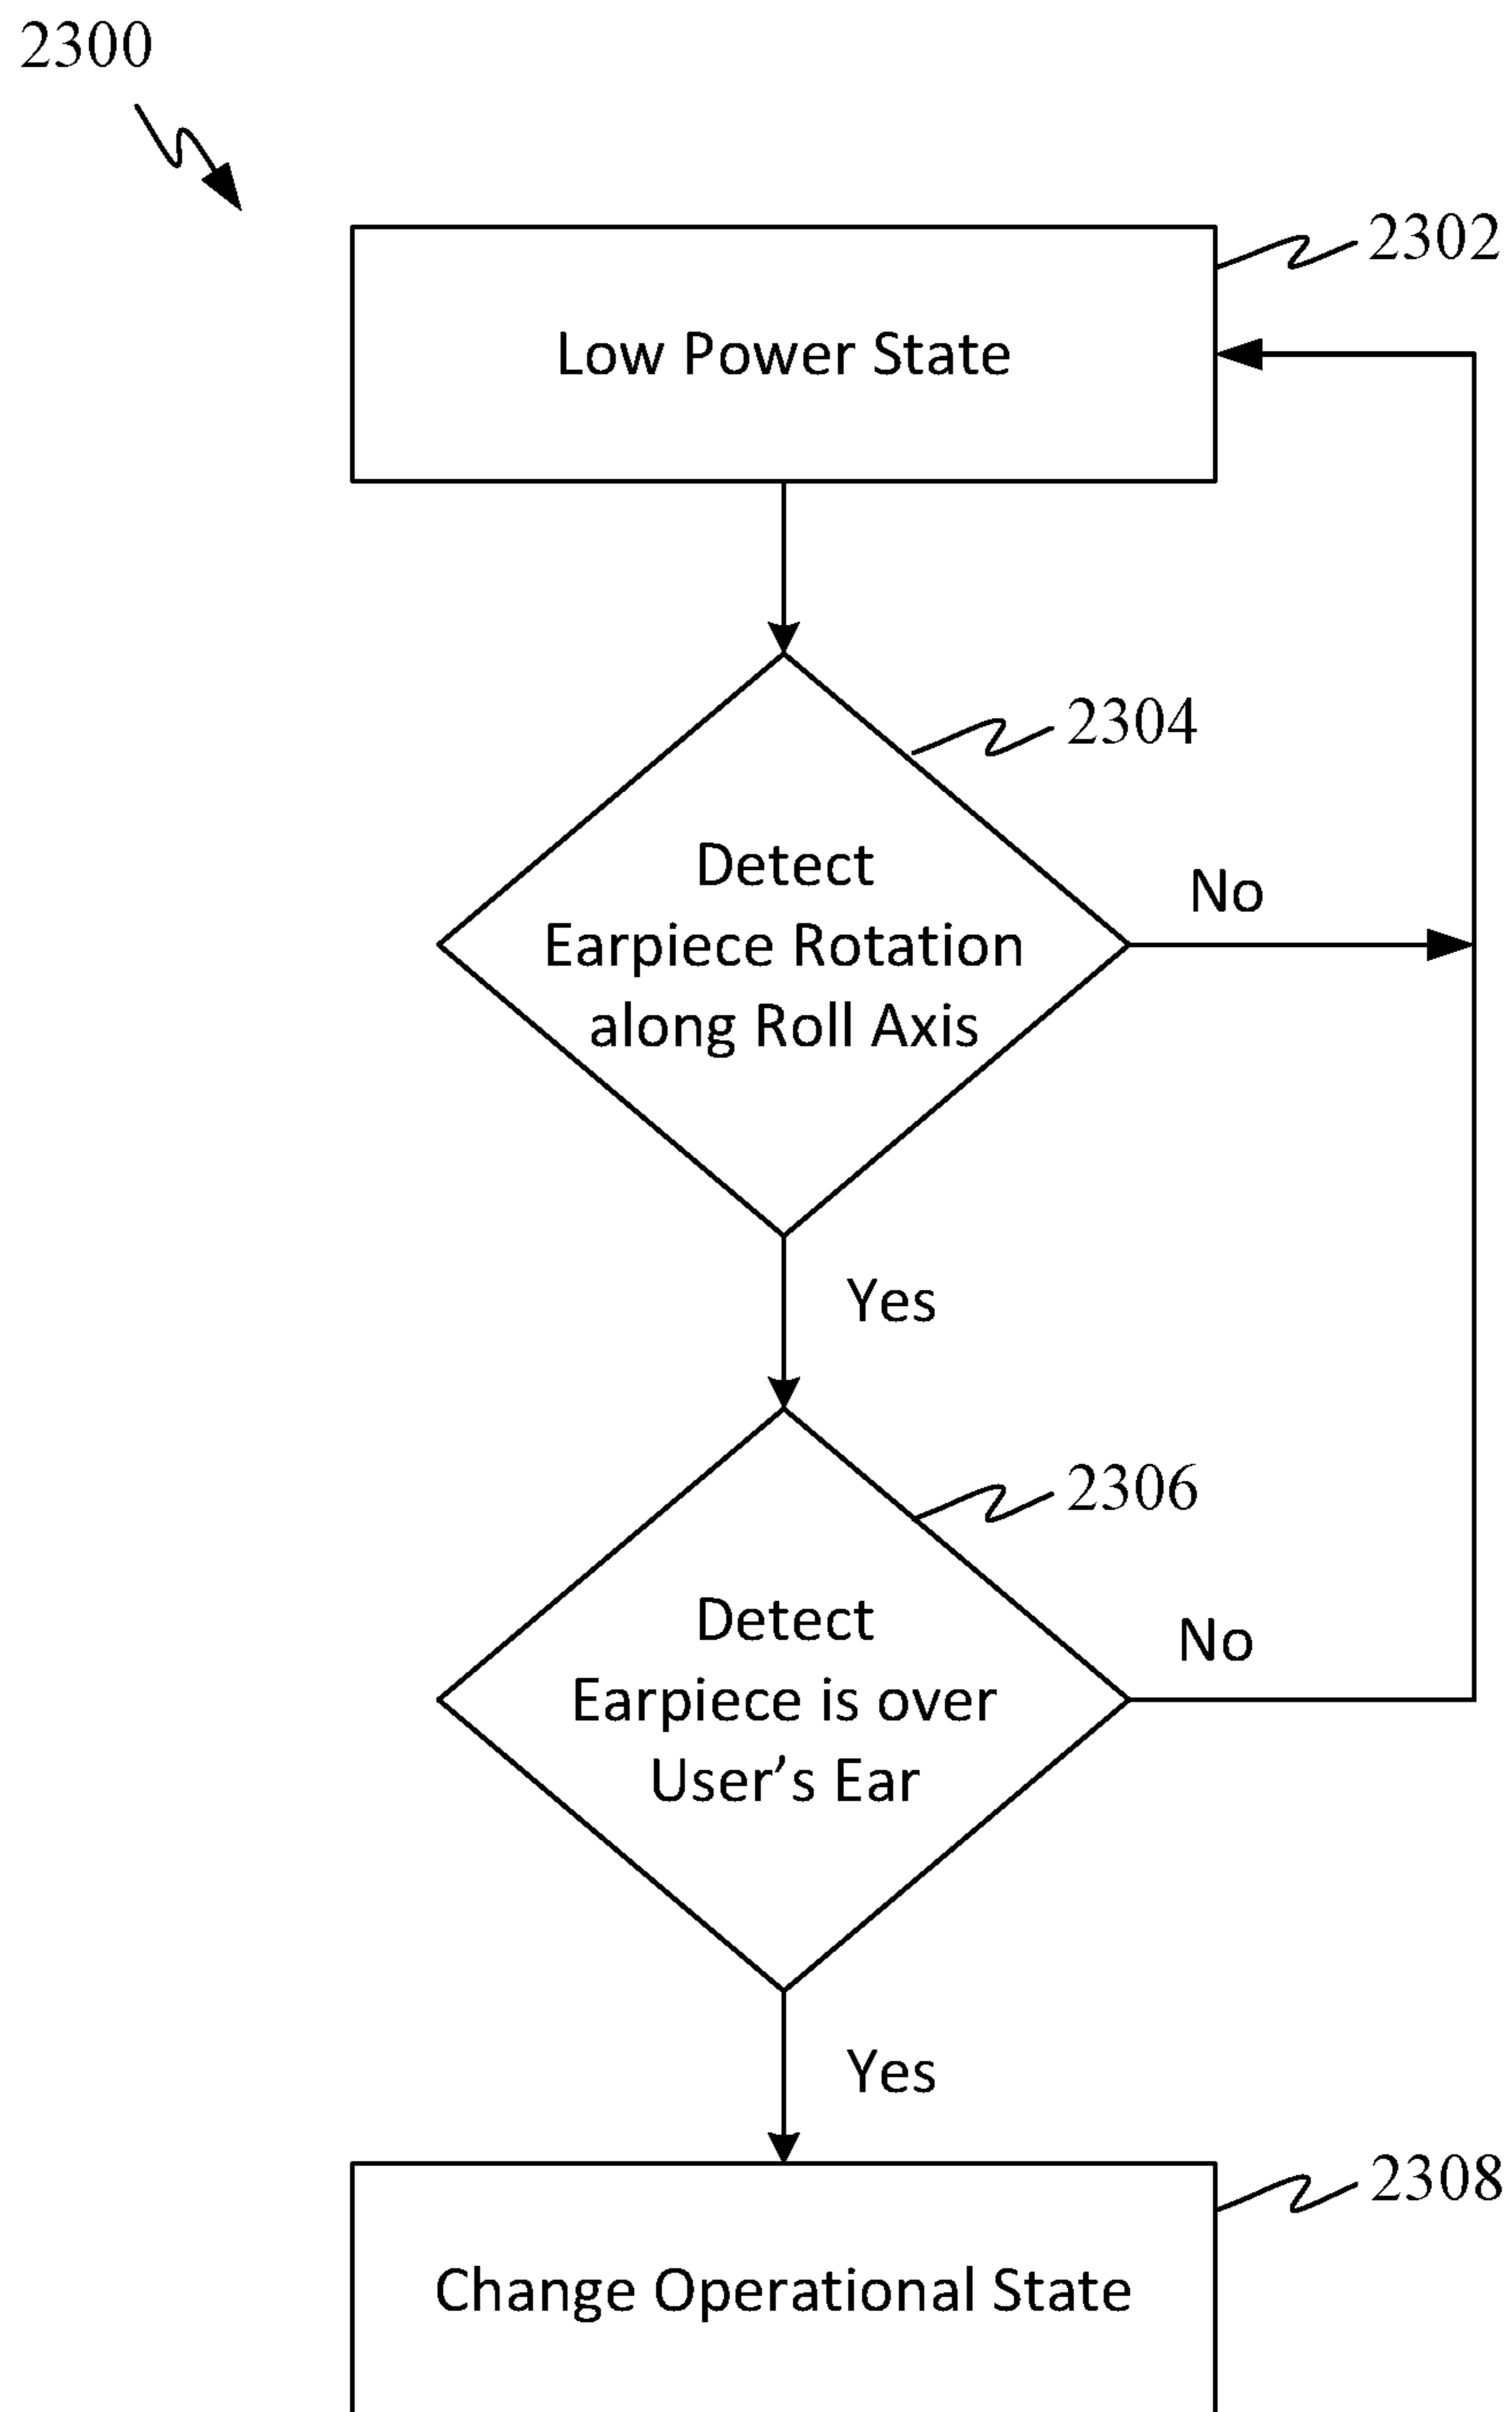 2300
2302
Low Power State
2304
Detect
Earpiece Rotation
along Roll Axis
No
Yes
2306
Detect
Earpiece is over
User’s Ear
No
Yes
2308
Change Operational State